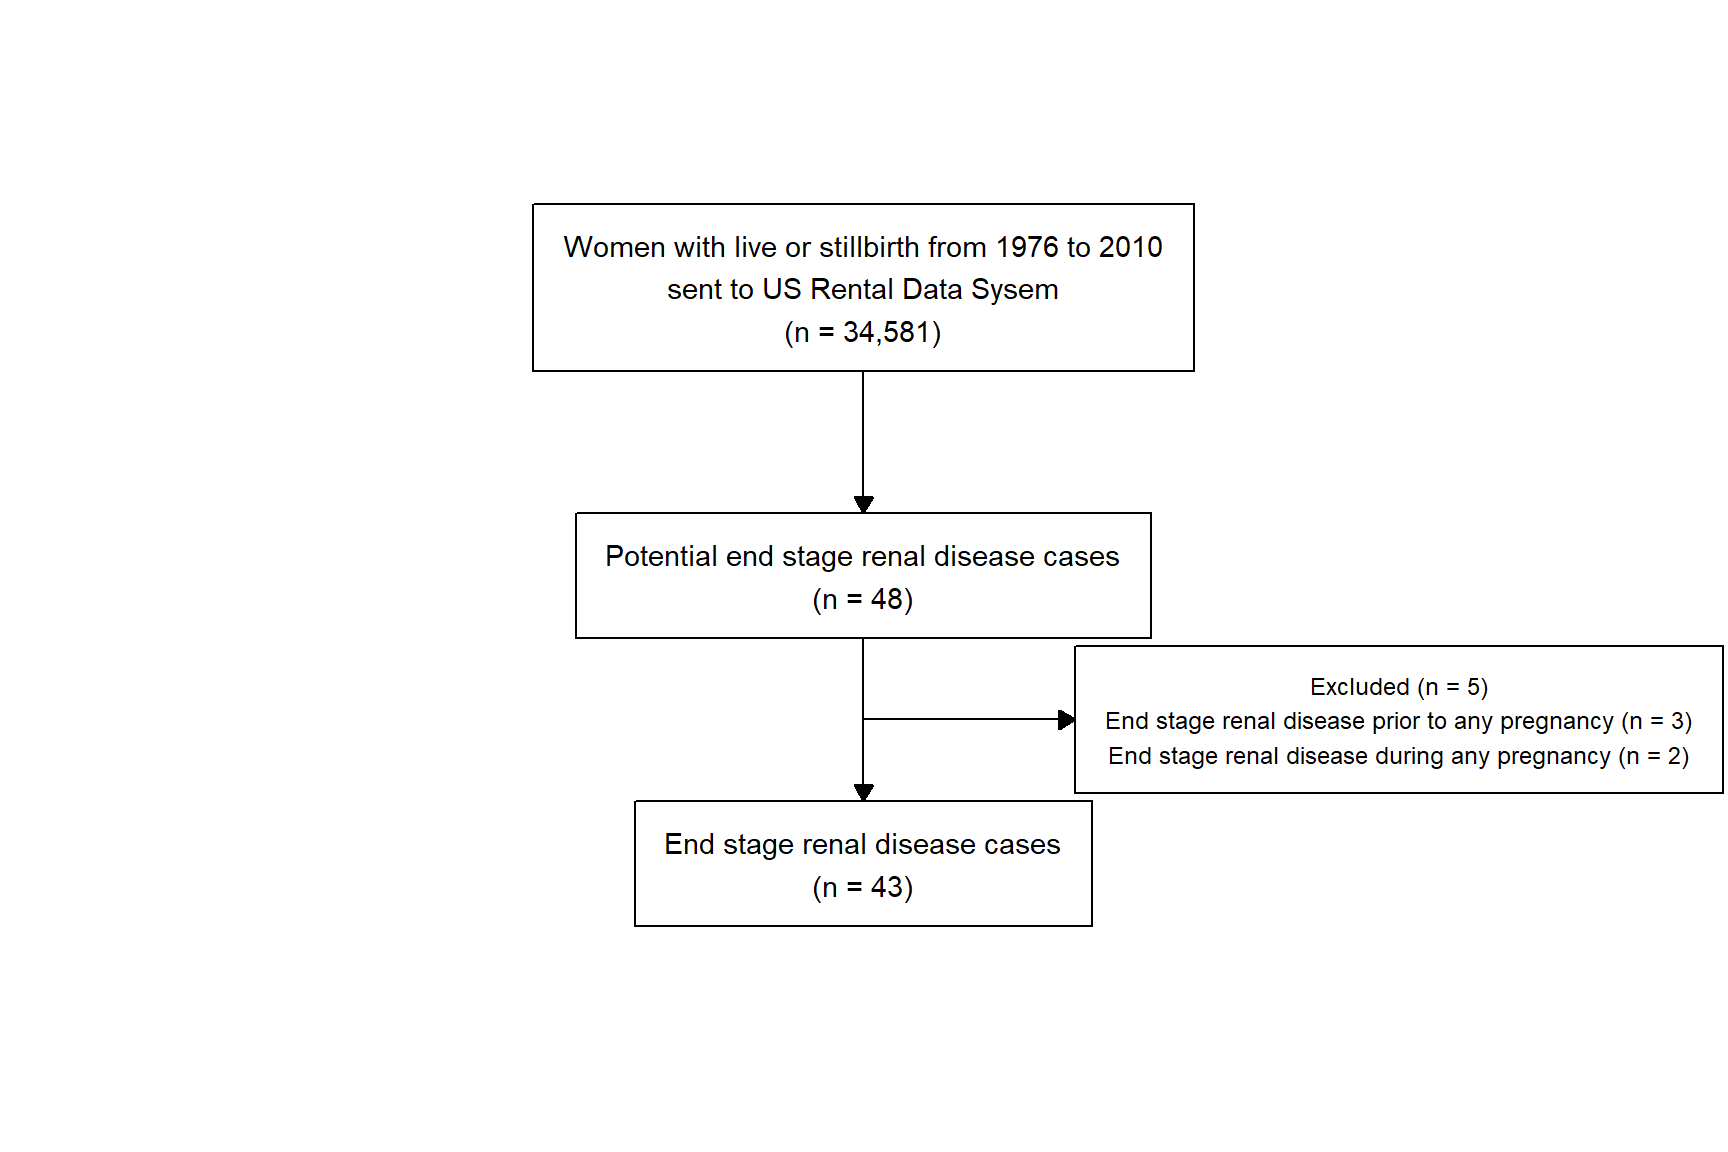 Women with live or stillbirth from 1976 to 2010
sent to US Rental Data Sysem
(n = 34,581)
Potential end stage renal disease cases
(n = 48)
Excluded (n = 5)
End stage renal disease prior to any pregnancy (n = 3)
End stage renal disease during any pregnancy (n = 2)
End stage renal disease cases
(n = 43)